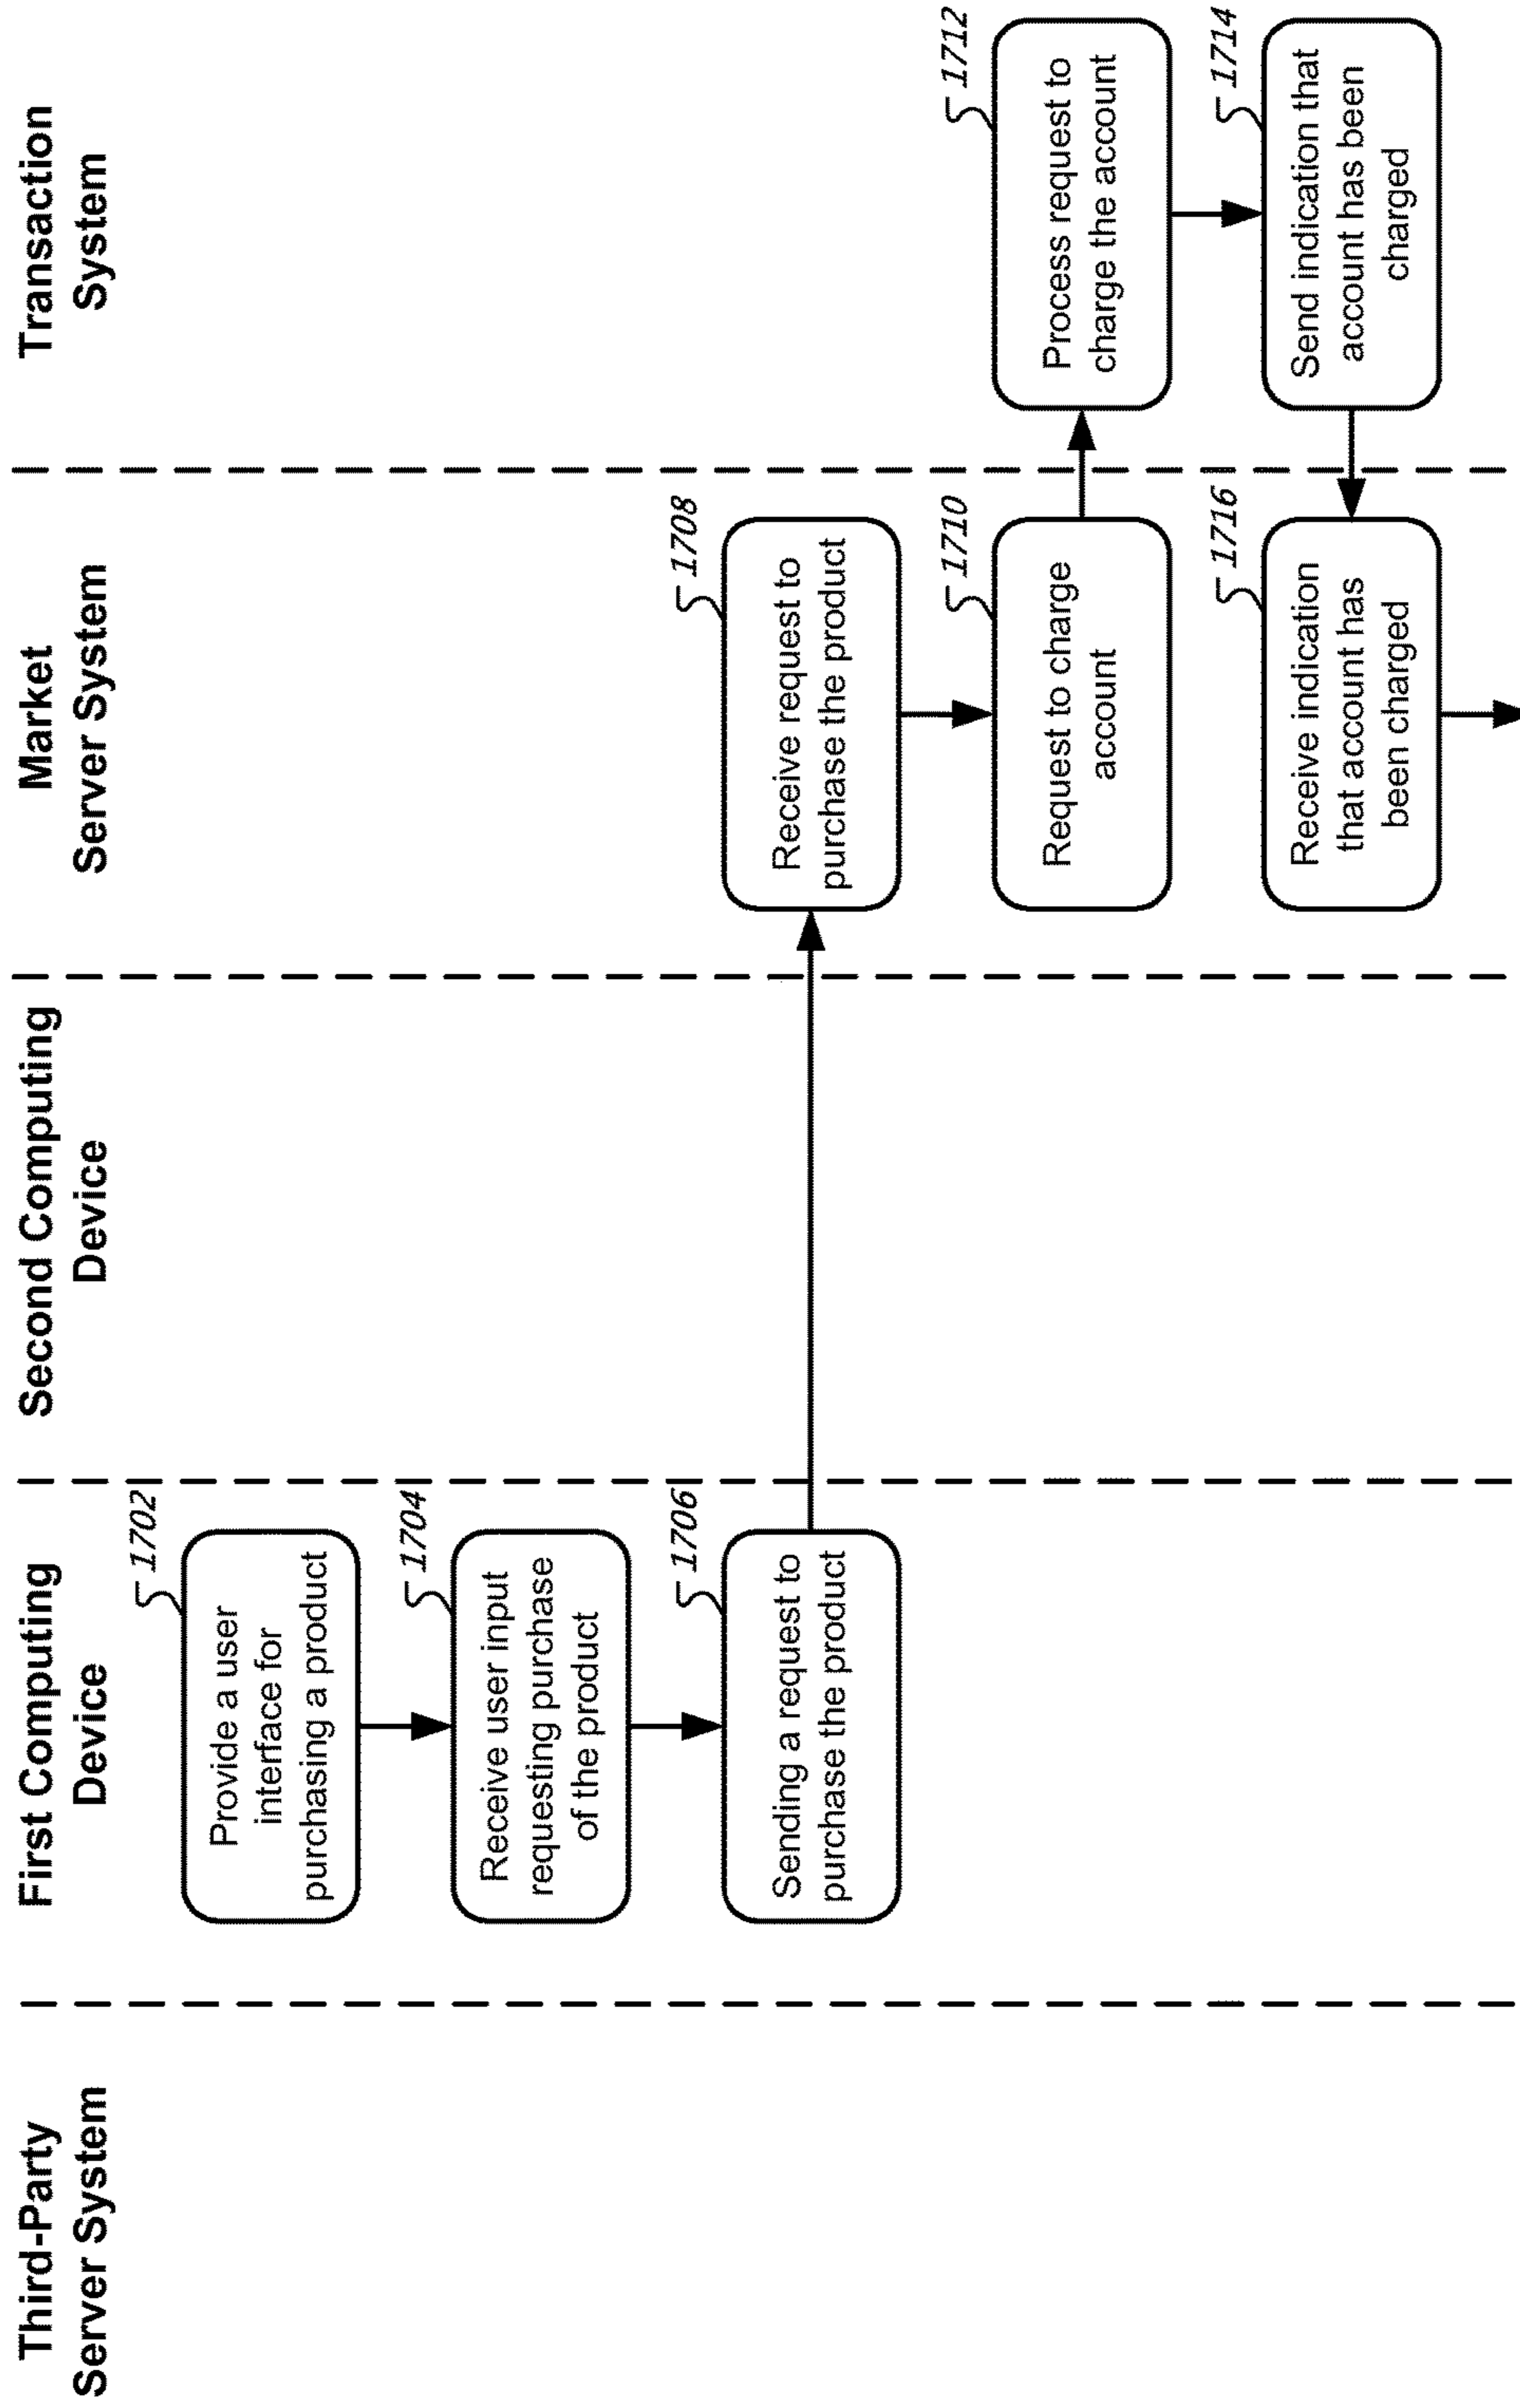 Third-Party
Server System
First Computing
Device
Second Computing
Device
Market
Server System
Transaction
System
1702
Provide a user
interface for
purchasing a product
1704
Receive user input
requesting purchase
of the product
1706
Sending a request to
purchase the product
1708
Receive request to
purchase the product
1710
Request to charge
account
1712
Process request to
charge the account
1714
Send indication that
account has been
charged
1716
Receive indication
that account has
been charged